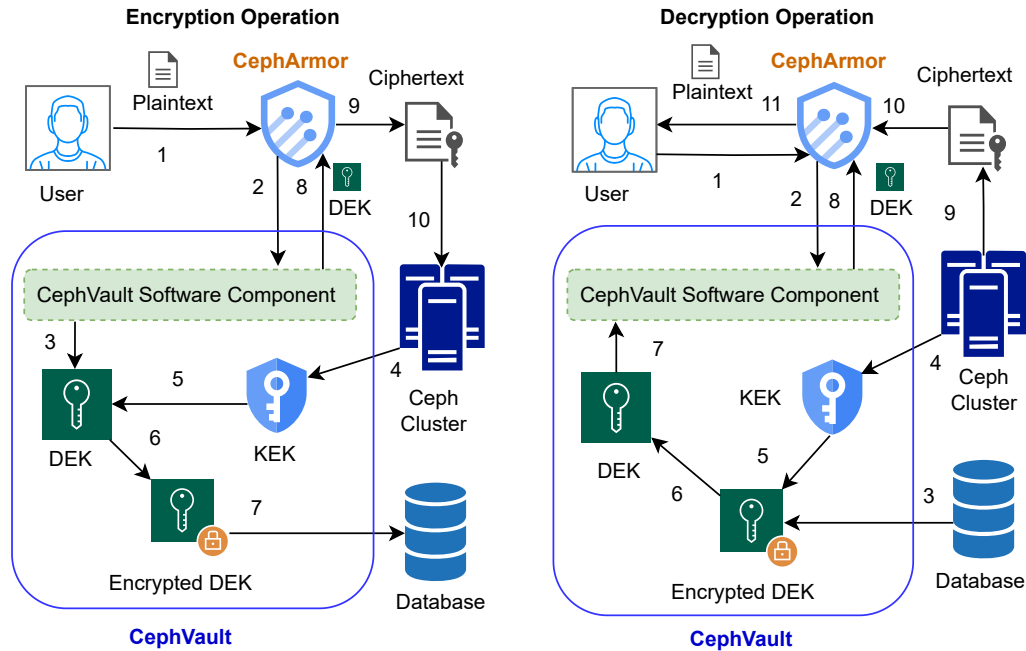 Encryption Operation
CephArmor
Plaintext
Ciphertext
1
9
User
2
8
DEK
10
CephVault Software Component
3
4
5
Ceph
Cluster
DEK
6
KEK
7
Encrypted DEK
Database
CephVault
Decryption Operation
CephArmor
Plaintext
Ciphertext
11
10
User
1
2
8
DEK
9
CephVault Software Component
7
4
KEK
Ceph
Cluster
DEK
5
6
3
Encrypted DEK
Database
CephVault